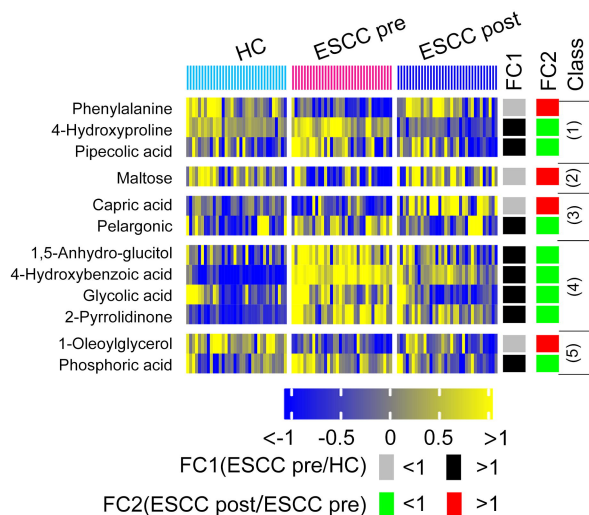 HC ESCC pre ESCC post FC1 FC2 Class
Phenylalanine
4-Hydroxyproline (1)
Pipecolic acid
Maltose (2)
Capric acid (3)
Pelargonic
1,5-Anhydro-glucitol
4-Hydroxybenzoic acid (4)
Glycolic acid
2-Pyrrolidinone
1-Oleoylglycerol (5)
Phosphoric acid
<-1 -0.5 0 0.5 >1
FC1(ESCC pre/HC) <1 >1
FC2(ESCC post/ESCC pre) <1 >1